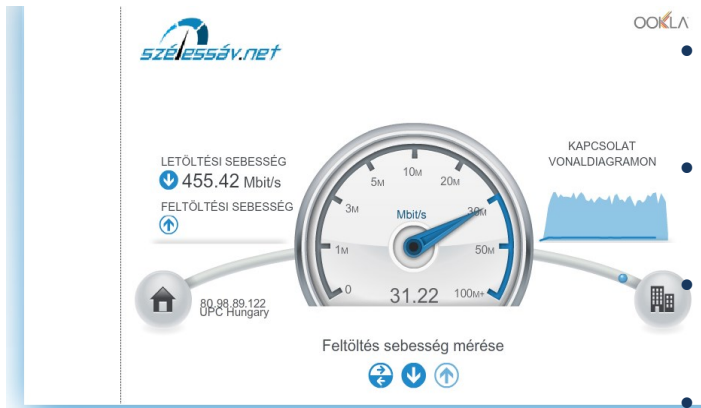 szélessáv.net
OOKLA
LETÖLTÉSI SEBESSÉG
455.42 Mbit/s
FELTÖLTÉSI SEBESSÉG
KAPCSOLAT
VONALDIAGRAMON
0
1M
3M
5M
10M
20M
30M
50M
100M+
Mbit/s
31.22
80.98.89.122
UPC Hungary
Feltöltés sebesség mérése